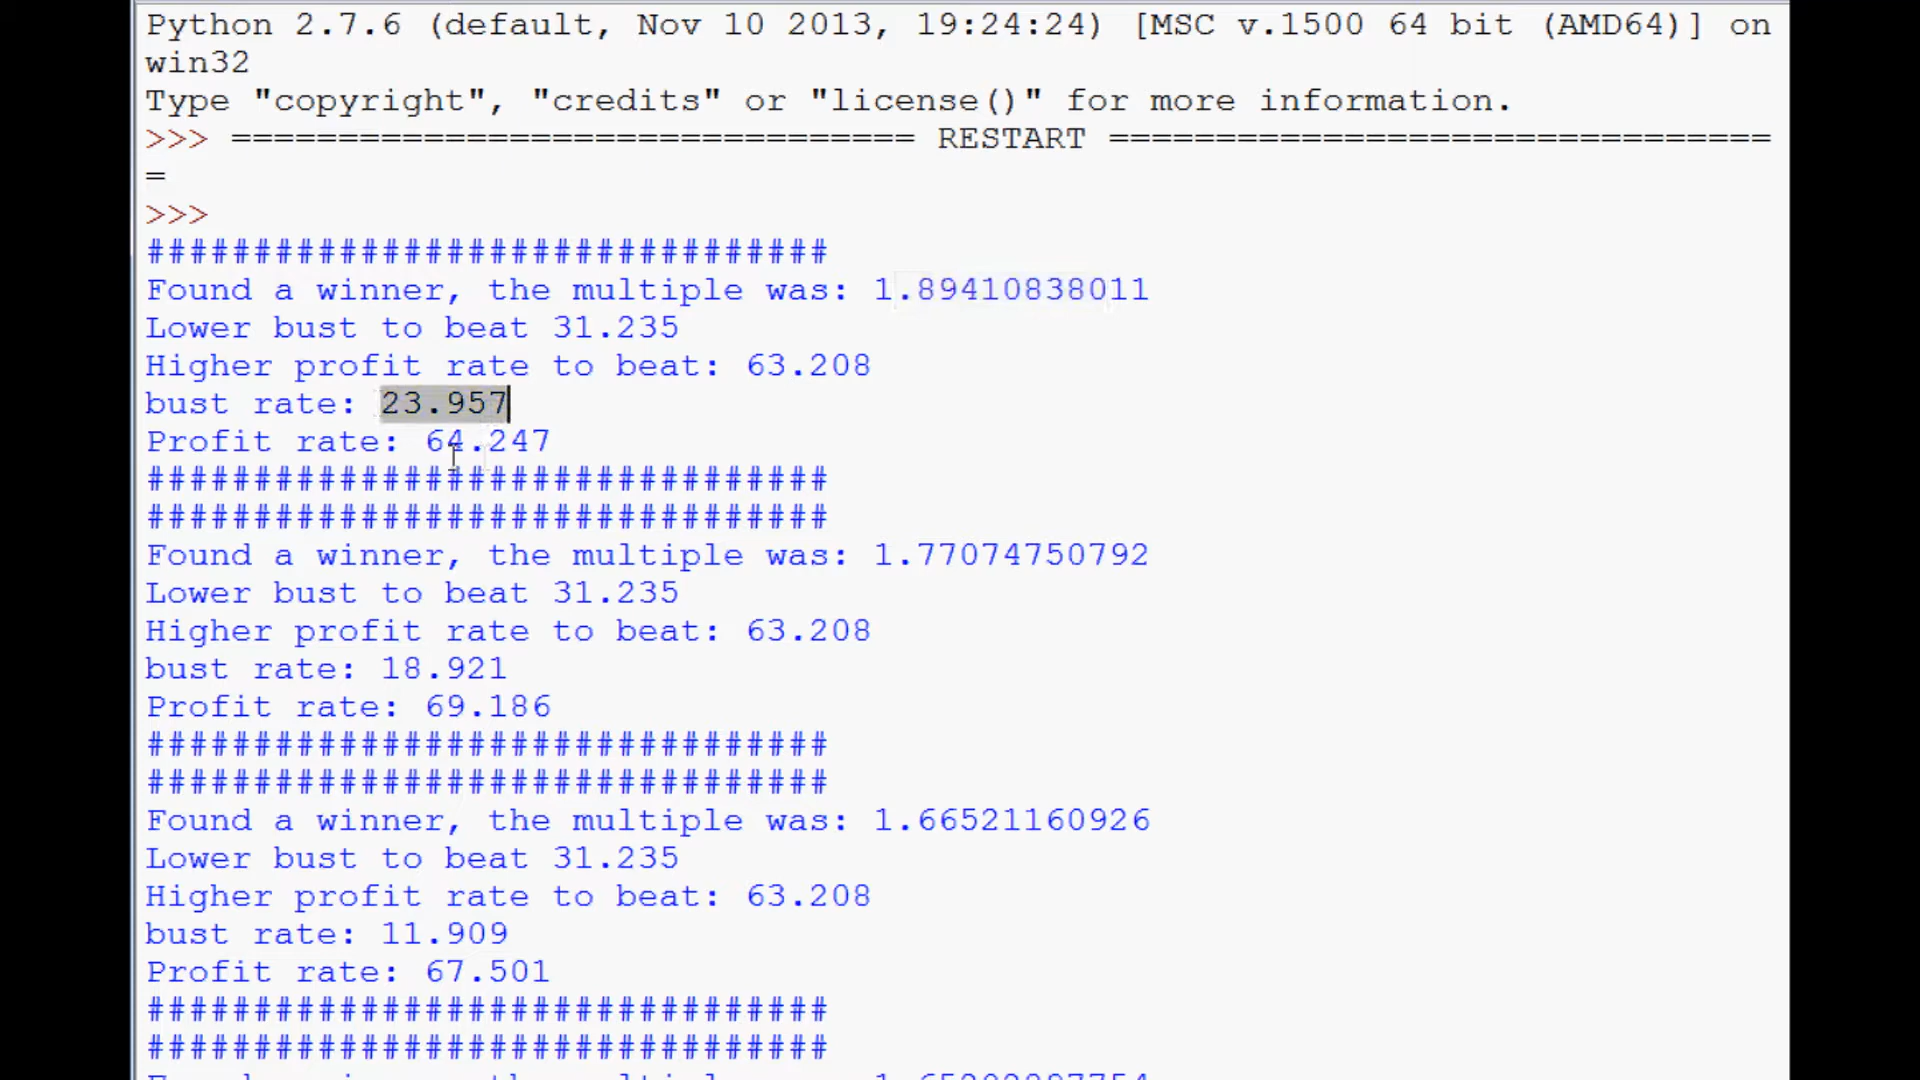 Python 2.7.6 (default, Nov 10 2013, 19:24:24) [MSC v.1500 64 bit (AMD64)] on
win32
Type "copyright", "credits" or "license()" for more information.
>>> ================================ RESTART ===============================
=
>>>
################################
Found a winner, the multiple was: 1.89410838011
Lower bust to beat 31.235
Higher profit rate to beat: 63.208
bust rate: 23.957
Profit rate: 64.247
################################
################################
Found a winner, the multiple was: 1.77074750792
Lower bust to beat 31.235
Higher profit rate to beat: 63.208
bust rate: 18.921
Profit rate: 69.186
################################
################################
Found a winner, the multiple was: 1.66521160926
Lower bust to beat 31.235
Higher profit rate to beat: 63.208
bust rate: 11.909
Profit rate: 67.501
################################
################################